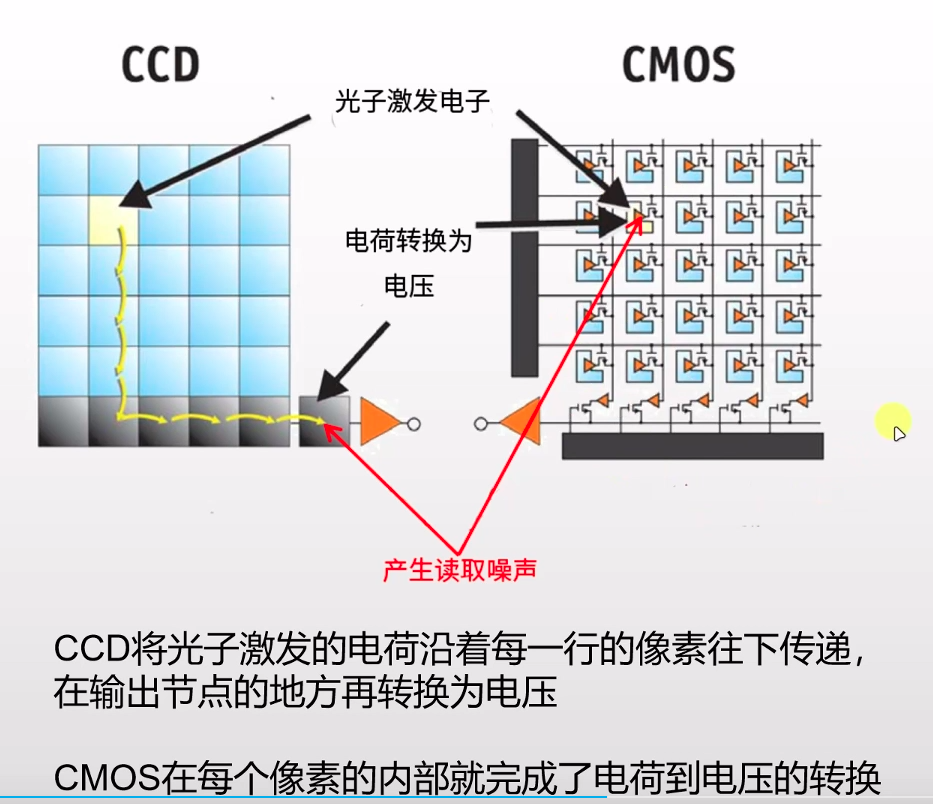 CCD
CMOS
光子激发电子
电荷转换为
电压
产生读取噪声
CCD将光子激发的电荷沿着每一行的像素往下传递，
在输出节点的地方再转换为电压
CMOS在每个像素的内部就完成了电荷到电压的转换